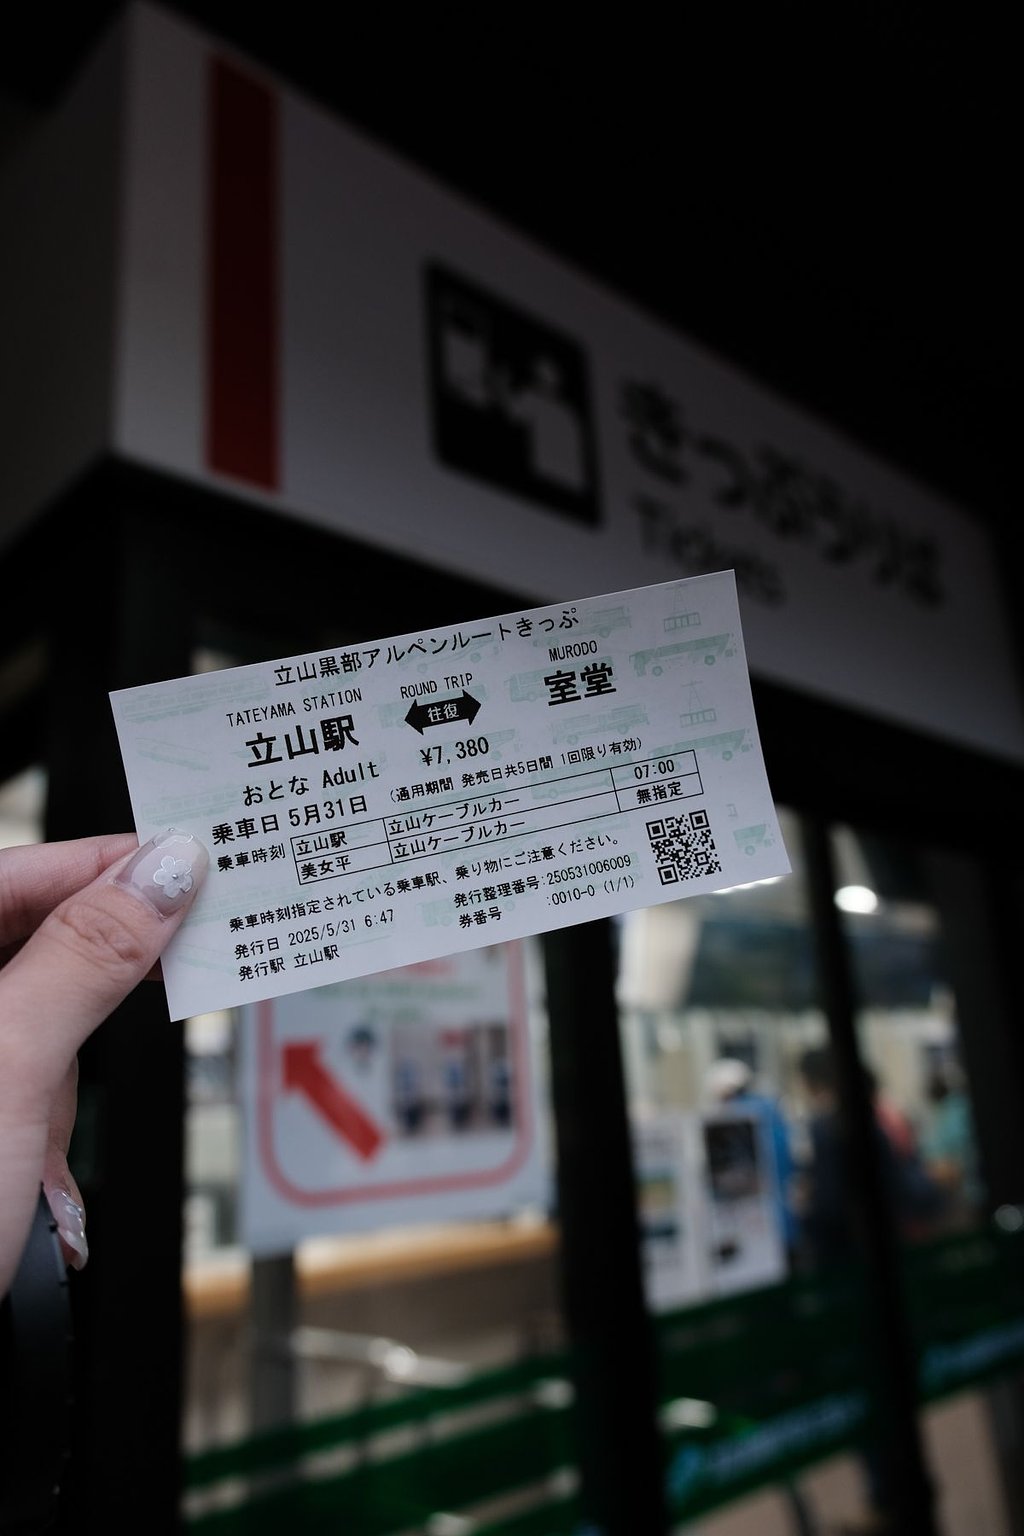 きっぷうりば
Tickets
立山黒部アルペンルートきっぷ
TATEYAMA STATION ROUND TRIP MURODO
立山駅 往復 室堂
おとな Adult ¥7,380
乗車日 5月31日 (通用期間 発売日共5日間 1回限り有効)
乗車時刻 立山駅 立山ケーブルカー 07:00
美女平 立山ケーブルカー 無指定
乗車時刻指定されている乗車駅、乗り物にご注意ください。
発行日 2025/5/31 6:47 発行整理番号:250531006009
発行駅 立山駅 券番号 :0010-0 (1/1)